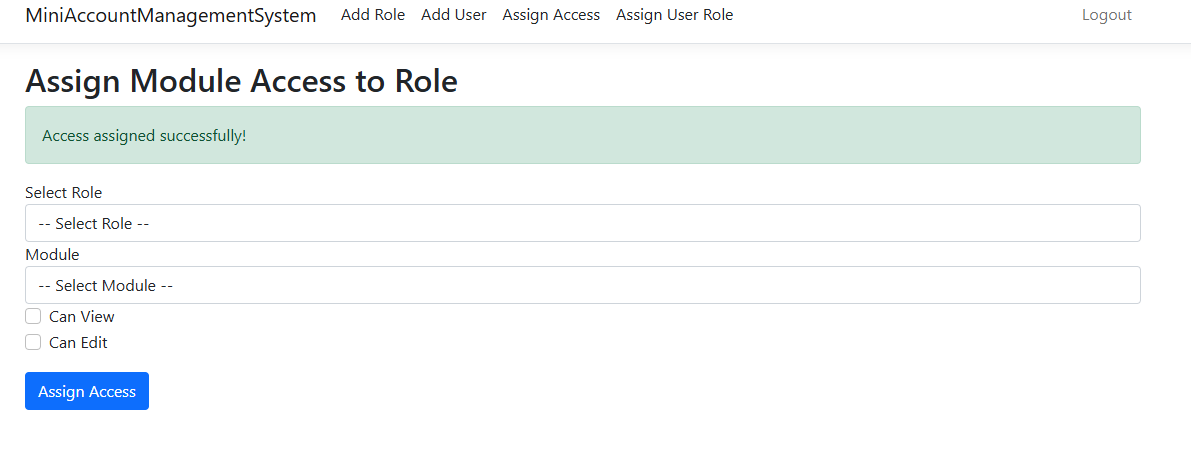 MiniAccountManagementSystem Add Role Add User Assign Access Assign User Role Logout
Assign Module Access to Role
Access assigned successfully!
Select Role
-- Select Role --
Module
-- Select Module --
Can View
Can Edit
Assign Access